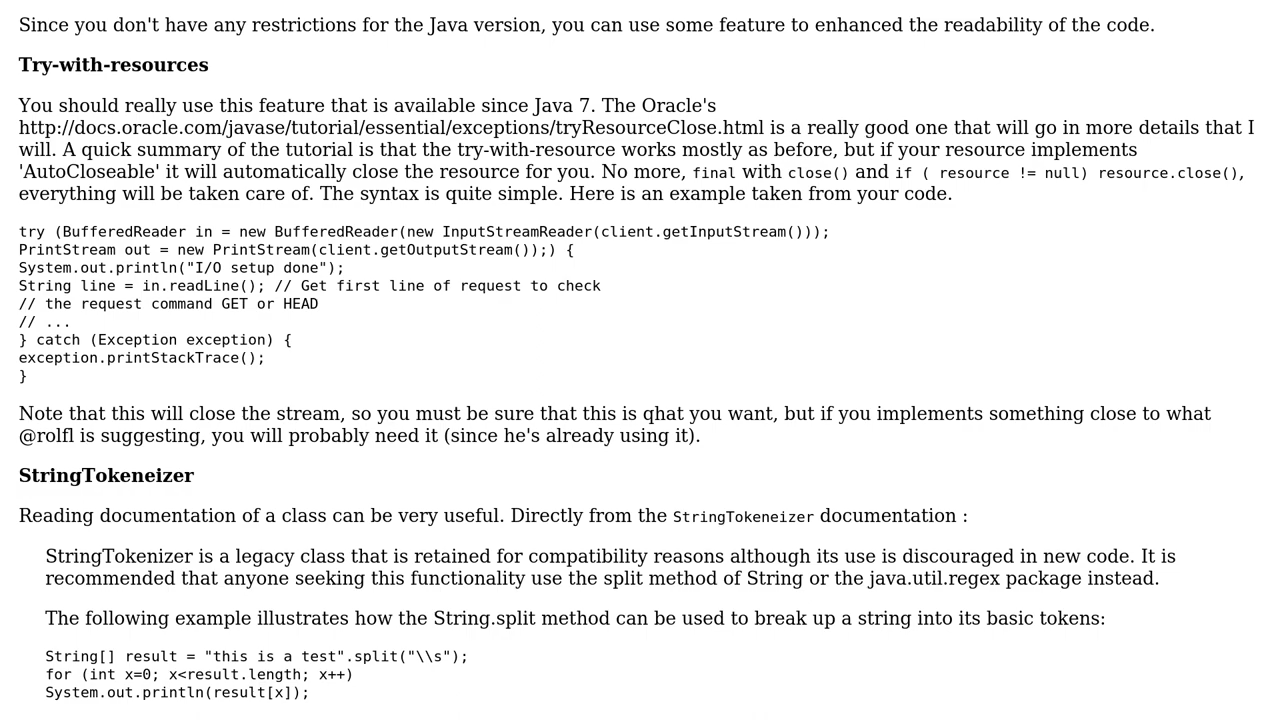 Since you don't have any restrictions for the Java version, you can use some feature to enhanced the readability of the code.
Try-with-resources
You should really use this feature that is available since Java 7. The Oracle's
http://docs.oracle.com/javase/tutorial/essential/exceptions/tryResourceClose.html is a really good one that will go in more details that I
will. A quick summary of the tutorial is that the try-with-resource works mostly as before, but if your resource implements
'AutoCloseable' it will automatically close the resource for you. No more, final with close() and if ( resource != null) resource.close(),
everything will be taken care of. The syntax is quite simple. Here is an example taken from your code.
try (BufferedReader in = new BufferedReader(new InputStreamReader(client.getInputStream()));
PrintStream out = new PrintStream(client.getOutputStream());) {
System.out.println("I/O setup done");
String line = in.readLine(); // Get first line of request to check
// the request command GET or HEAD
// ...
} catch (Exception exception) {
exception.printStackTrace();
}
Note that this will close the stream, so you must be sure that this is qhat you want, but if you implements something close to what
@rolfl is suggesting, you will probably need it (since he's already using it).
StringTokeneizer
Reading documentation of a class can be very useful. Directly from the StringTokeneizer documentation :
StringTokenizer is a legacy class that is retained for compatibility reasons although its use is discouraged in new code. It is
recommended that anyone seeking this functionality use the split method of String or the java.util.regex package instead.
The following example illustrates how the String.split method can be used to break up a string into its basic tokens:
String[] result = "this is a test".split("\\s");
for (int x=0; x<result.length; x++)
System.out.println(result[x]);